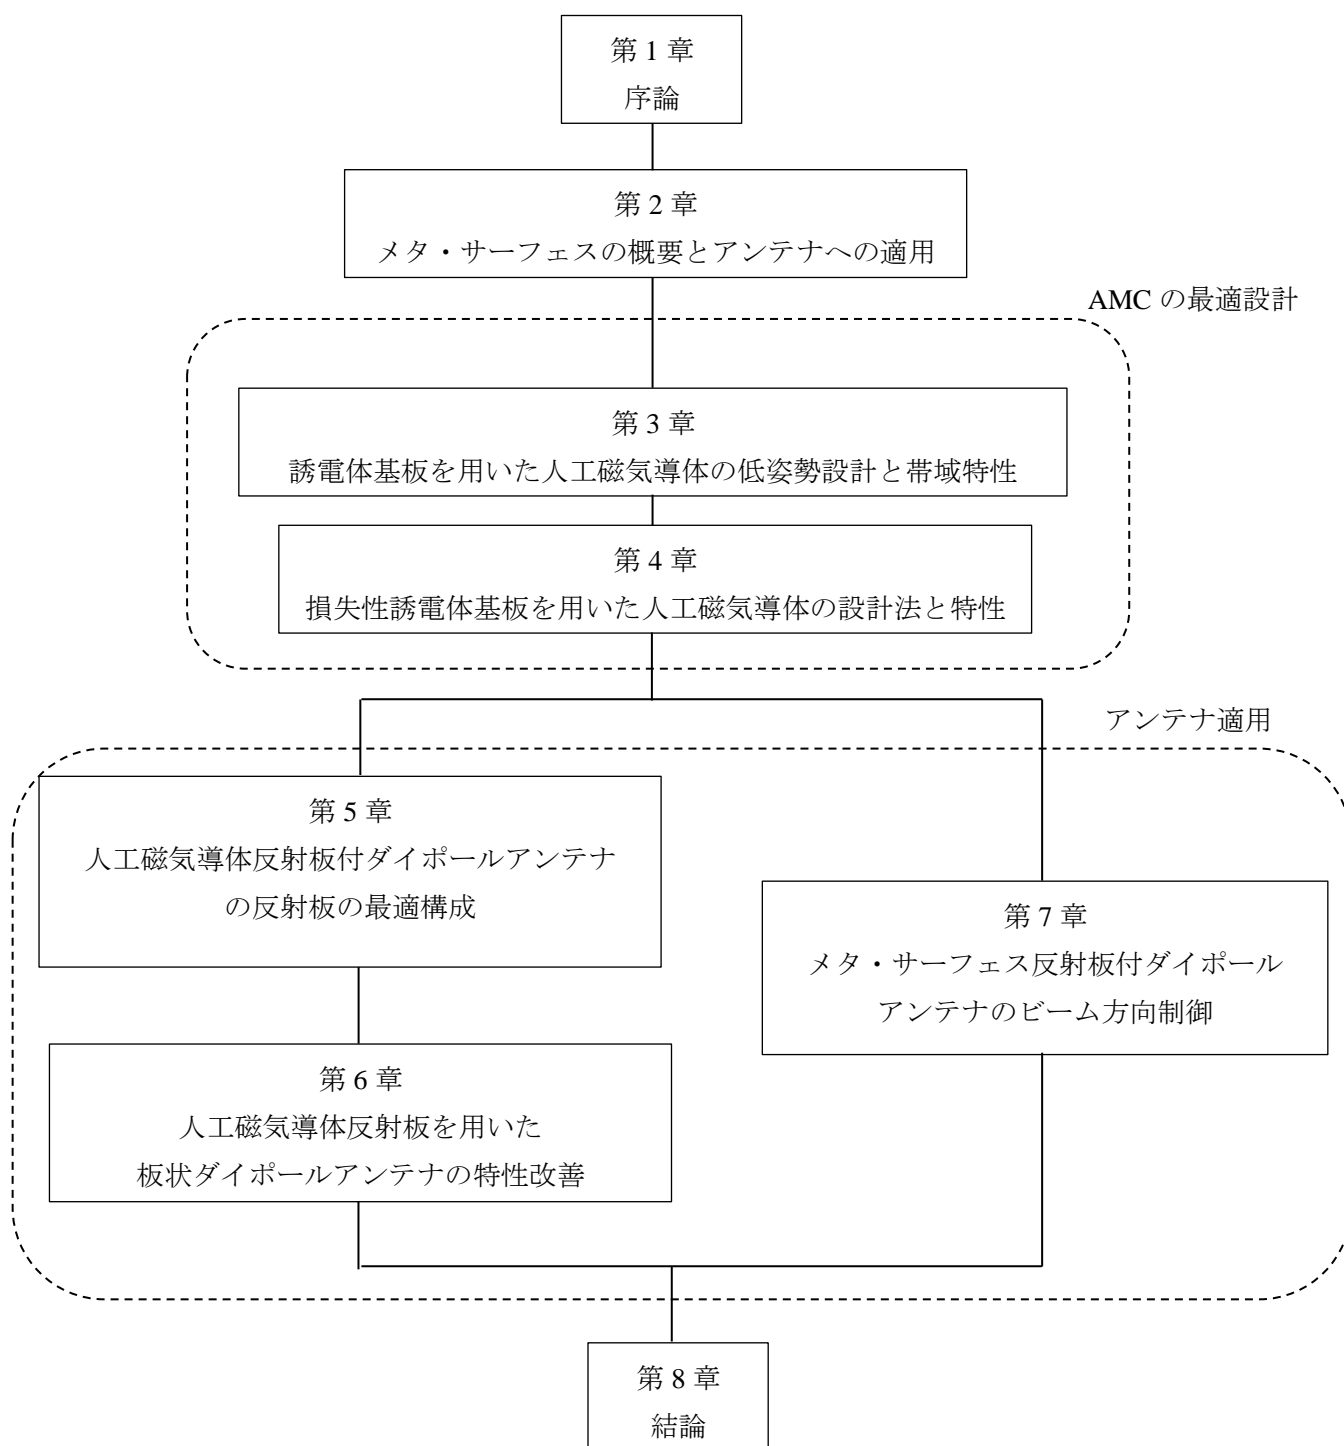 第 1 章
序論
第 2 章
メタ・サーフェスの概要とアンテナへの適用
AMC の最適設計
第 3 章
誘電体基板を用いた人工磁気導体の低姿勢設計と帯域特性
第 4 章
損失性誘電体基板を用いた人工磁気導体の設計法と特性
アンテナ適用
第 5 章
人工磁気導体反射板付ダイポールアンテナ
の反射板の最適構成
第 6 章
人工磁気導体反射板を用いた
板状ダイポールアンテナの特性改善
第 7 章
メタ・サーフェス反射板付ダイポール
アンテナのビーム方向制御
第 8 章
結論